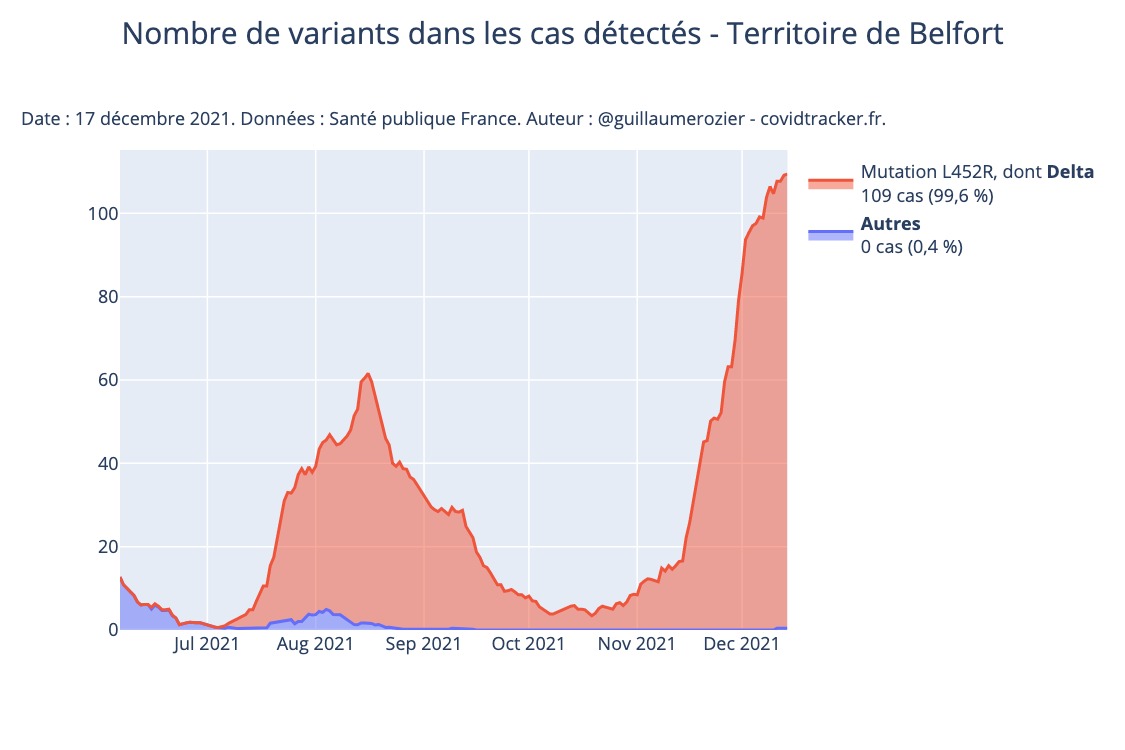 Nombre de variants dans les cas détectés - Territoire de Belfort
Date : 17 décembre 2021. Données : Santé publique France. Auteur : @guillaumerozier - covidtracker.fr.
Mutation L452R, dont Delta
109 cas (99,6 %)
Autres
0 cas (0,4 %)
100
80
60
40
20
0
Jul 2021 Aug 2021 Sep 2021 Oct 2021 Nov 2021 Dec 2021